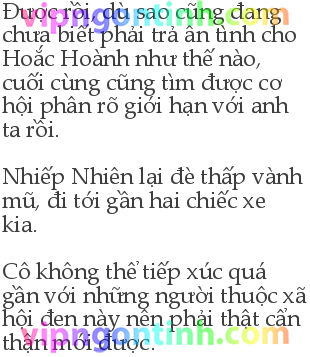 Được rồi, dù sao cũng đang
chưa biết phải trả ân tình cho
Hoắc Hoành như thế nào,
cuối cùng cũng tìm được cơ
hội phân rõ giới hạn với anh
ta rồi.
Nhiếp Nhiên lại đè thấp vành
mũ, đi tới gần hai chiếc xe
kia.
Cô không thể tiếp xúc quá
gần với những người thuộc xã
hội đen này nên phải thật cẩn
thận mới được.
vipngontinh.com
vipngontinh.com